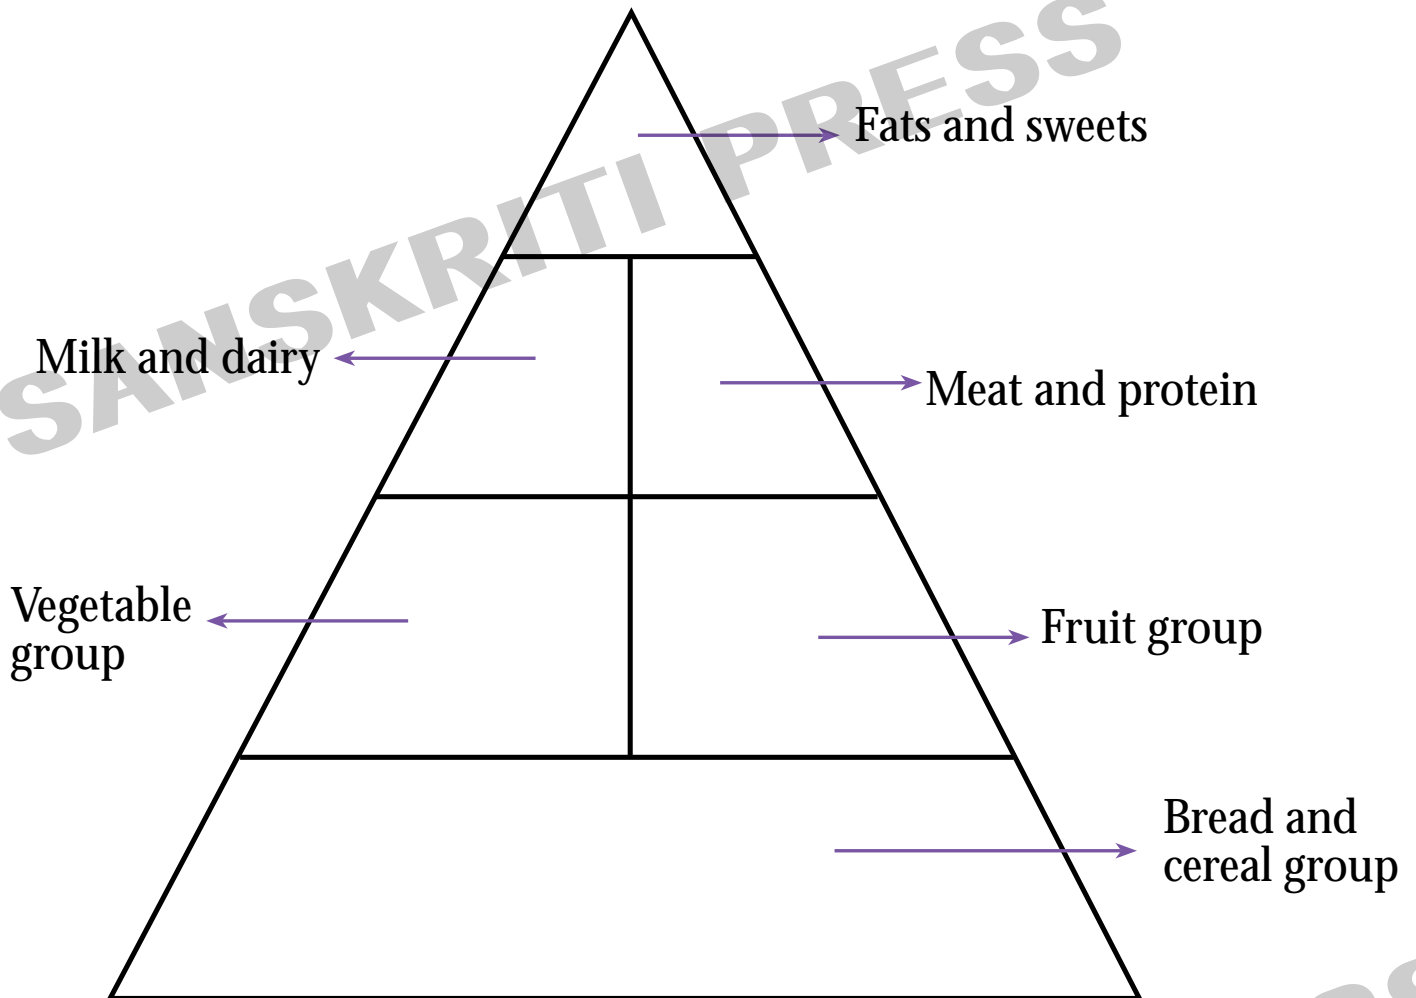 SANSKRITI PRESS
Fats and sweets
Milk and dairy
Meat and protein
Vegetable
group
Fruit group
Bread and
cereal group